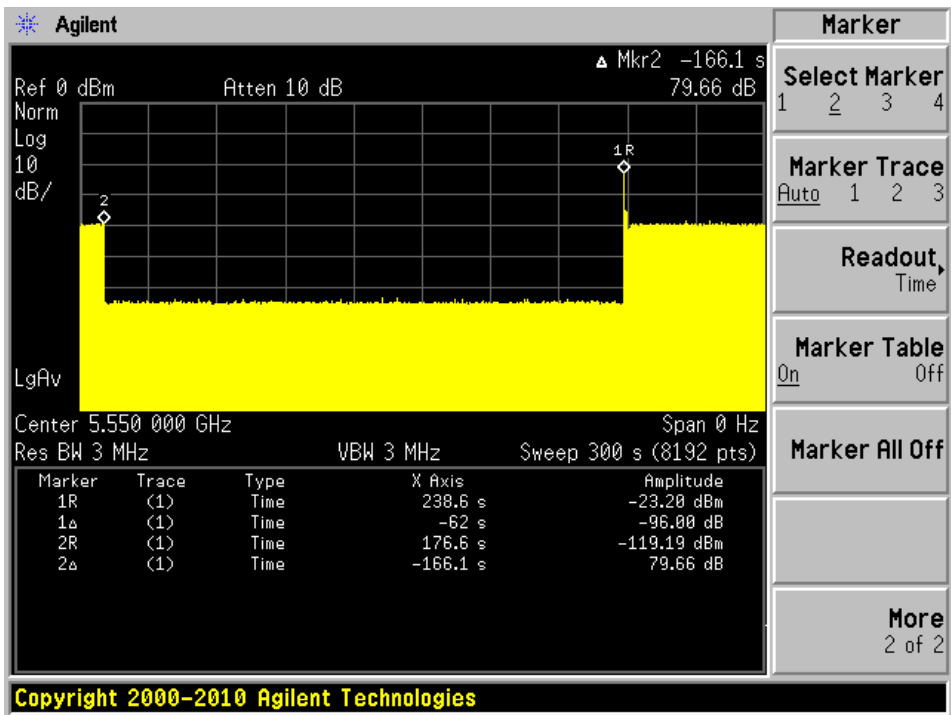 Agilent
Marker
Δ Mkr2 -166.1 s
Ref 0 dBm Atten 10 dB 79.66 dB
Norm
Log
10
dB/
1R
2
LgAv
Center 5.550 000 GHz Span 0 Hz
Res BW 3 MHz VBW 3 MHz Sweep 300 s (8192 pts)
Marker Trace Type X Axis Amplitude
1R (1) Time 238.6 s -23.20 dBm
1Δ (1) Time -62 s -96.00 dB
2R (1) Time 176.6 s -119.19 dBm
2Δ (1) Time -166.1 s 79.66 dB
Select Marker
1 2 3 4
Marker Trace
Auto 1 2 3
Readout
Time
Marker Table
On Off
Marker All Off
More
2 of 2
Copyright 2000-2010 Agilent Technologies